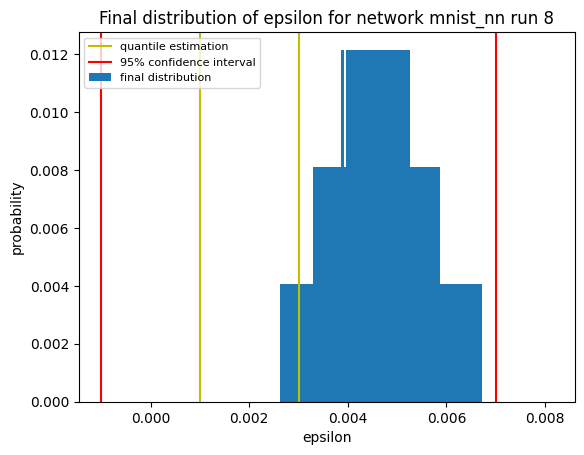 Final distribution of epsilon for network mnist_nn run 8
quantile estimation
95% confidence interval
final distribution
0.012
0.010
0.008
0.006
0.004
0.002
0.000
probability
0.000 0.002 0.004 0.006 0.008
epsilon